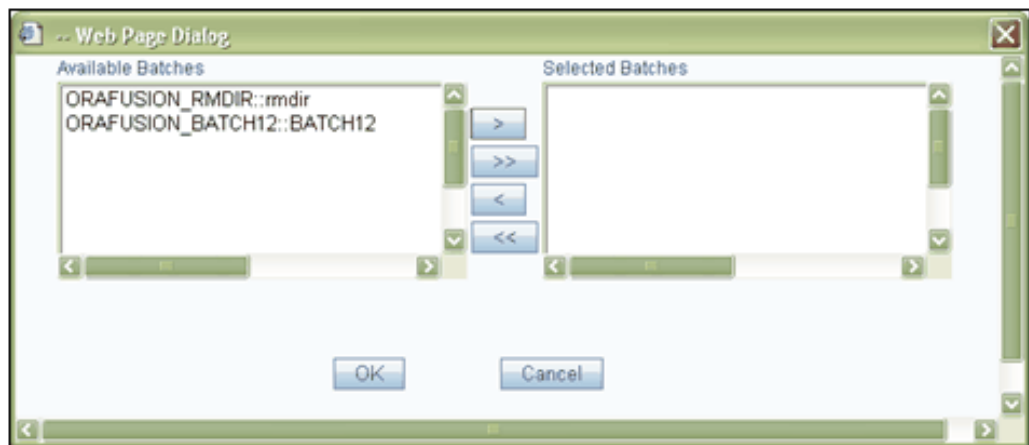 -- Web Page Dialog
Available Batches
Selected Batches
ORAFUSION_RMDIR::rmdir
ORAFUSION_BATCH12::BATCH12
>
>>
<
<<
OK
Cancel